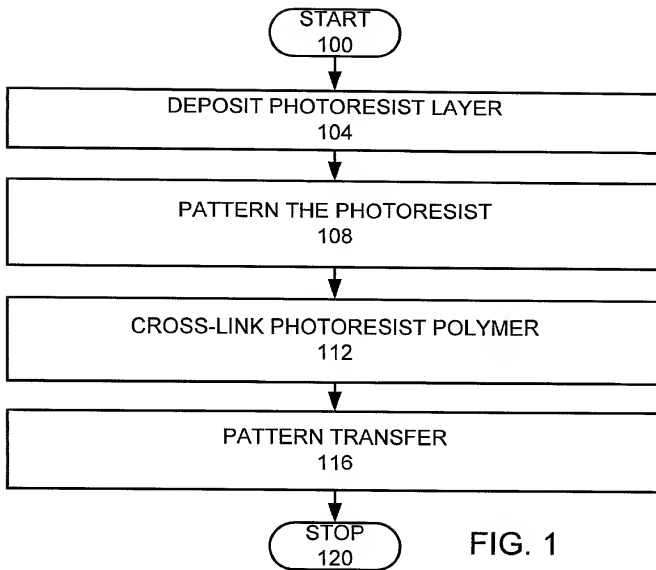 START
100
DEPOSIT PHOTORESIST LAYER
104
PATTERN THE PHOTORESIST
108
CROSS-LINK PHOTORESIST POLYMER
112
PATTERN TRANSFER
116
STOP
120
FIG. 1